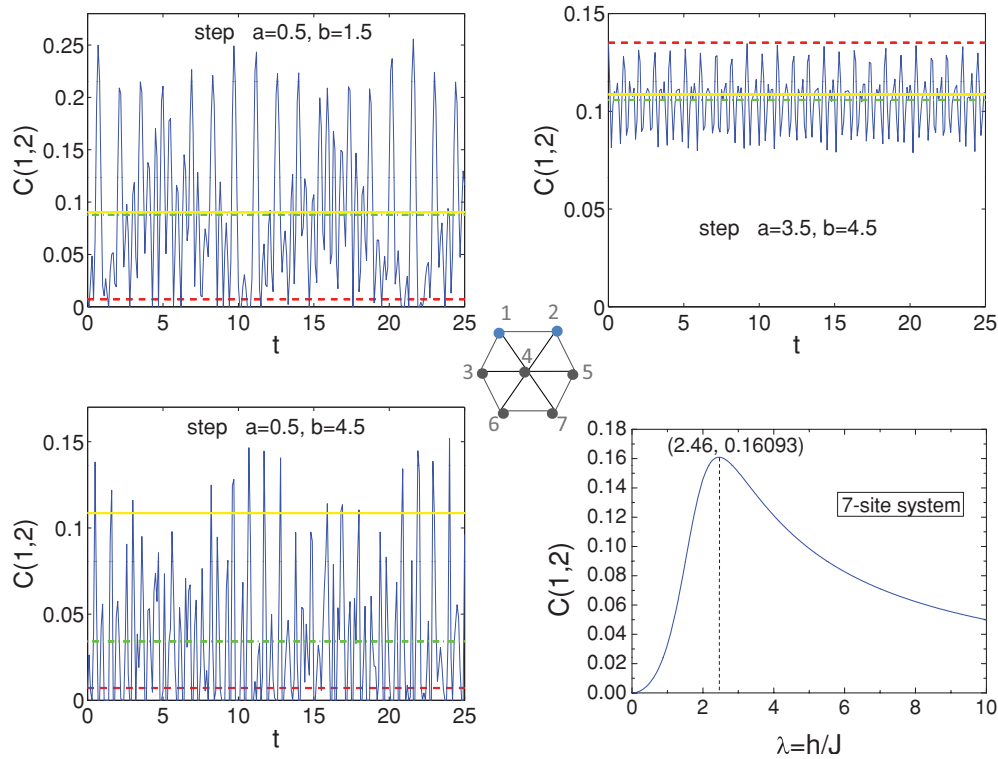 step a=0.5, b=1.5
0.25
0.2
0.15
0.1
0.05
0
C(1,2)
0 5 10 15 20 25
t
0.15
0.1
0.05
0
C(1,2)
step a=3.5, b=4.5
0 5 10 15 20 25
t
1 2
3 4 5
6 7
step a=0.5, b=4.5
0.15
0.1
0.05
0
C(1,2)
0 5 10 15 20 25
t
0.18
0.16
0.14
0.12
0.10
0.08
0.06
0.04
0.02
0.00
C(1,2)
(2.46, 0.16093)
7-site system
0 2 4 6 8 10
λ=h/J